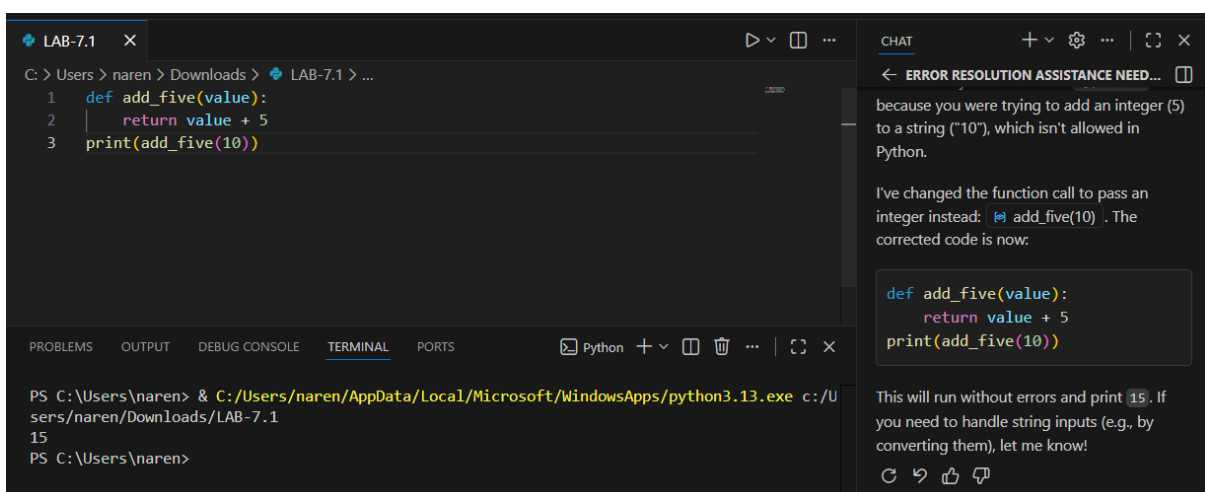 LAB-7.1
C: > Users > naren > Downloads > LAB-7.1 > ...
1 def add_five(value):
2 return value + 5
3 print(add_five(10))
PROBLEMS OUTPUT DEBUG CONSOLE TERMINAL PORTS Python
PS C:\Users\naren> & C:/Users/naren/AppData/Local/Microsoft/WindowsApps/python3.13.exe c:/U
sers/naren/Downloads/LAB-7.1
15
PS C:\Users\naren>
CHAT
ERROR RESOLUTION ASSISTANCE NEED...
because you were trying to add an integer (5)
to a string ("10"), which isn't allowed in
Python.
I've changed the function call to pass an
integer instead: add_five(10) . The
corrected code is now:
def add_five(value):
return value + 5
print(add_five(10))
This will run without errors and print 15. If
you need to handle string inputs (e.g., by
converting them), let me know!